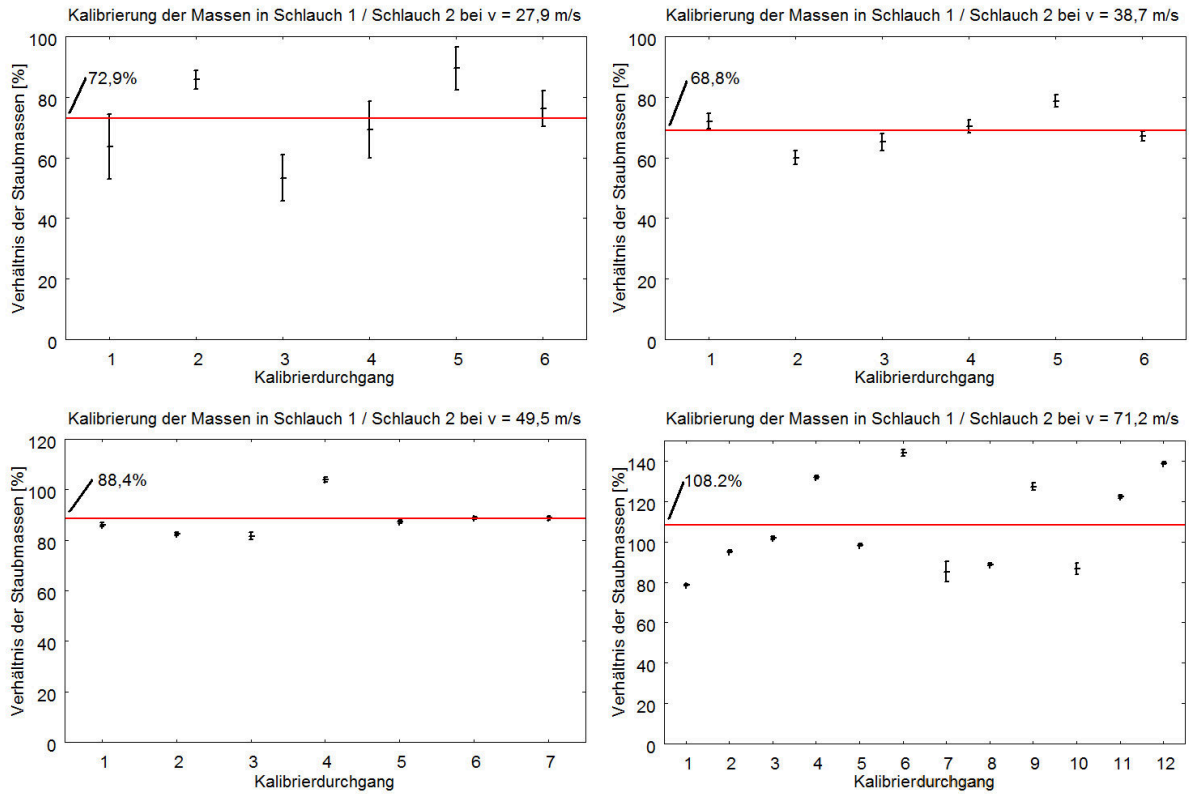 Kalibrierung der Massen in Schlauch 1 / Schlauch 2 bei v = 27,9 m/s
Verhältnis der Staubmassen [%]
100
80
60
40
20
0
72,9%
1 2 3 4 5 6
Kalibrierdurchgang
Kalibrierung der Massen in Schlauch 1 / Schlauch 2 bei v = 38,7 m/s
Verhältnis der Staubmassen [%]
100
80
60
40
20
0
68,8%
1 2 3 4 5 6
Kalibrierdurchgang
Kalibrierung der Massen in Schlauch 1 / Schlauch 2 bei v = 49,5 m/s
Verhältnis der Staubmassen [%]
120
100
80
60
40
20
0
88,4%
1 2 3 4 5 6 7
Kalibrierdurchgang
Kalibrierung der Massen in Schlauch 1 / Schlauch 2 bei v = 71,2 m/s
Verhältnis der Staubmassen [%]
140
120
100
80
60
40
20
0
108.2%
1 2 3 4 5 6 7 8 9 10 11 12
Kalibrierdurchgang